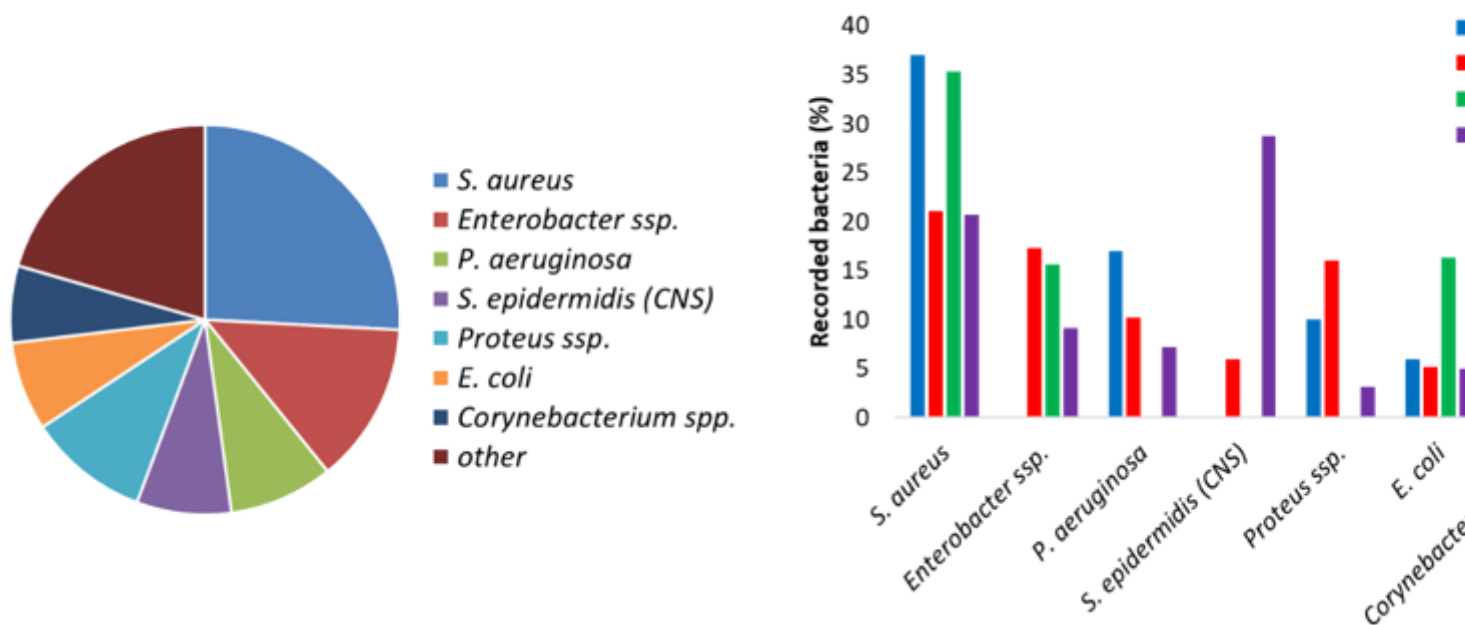 S. aureus
Enterobacter ssp.
P. aeruginosa
S. epidermidis (CNS)
Proteus ssp.
E. coli
Corynebacterium spp.
other
Recorded bacteria (%)
40
35
30
25
20
15
10
5
0
S. aureus
Enterobacter ssp.
P. aeruginosa
S. epidermidis (CNS)
Proteus ssp.
E. coli
Corynebacter